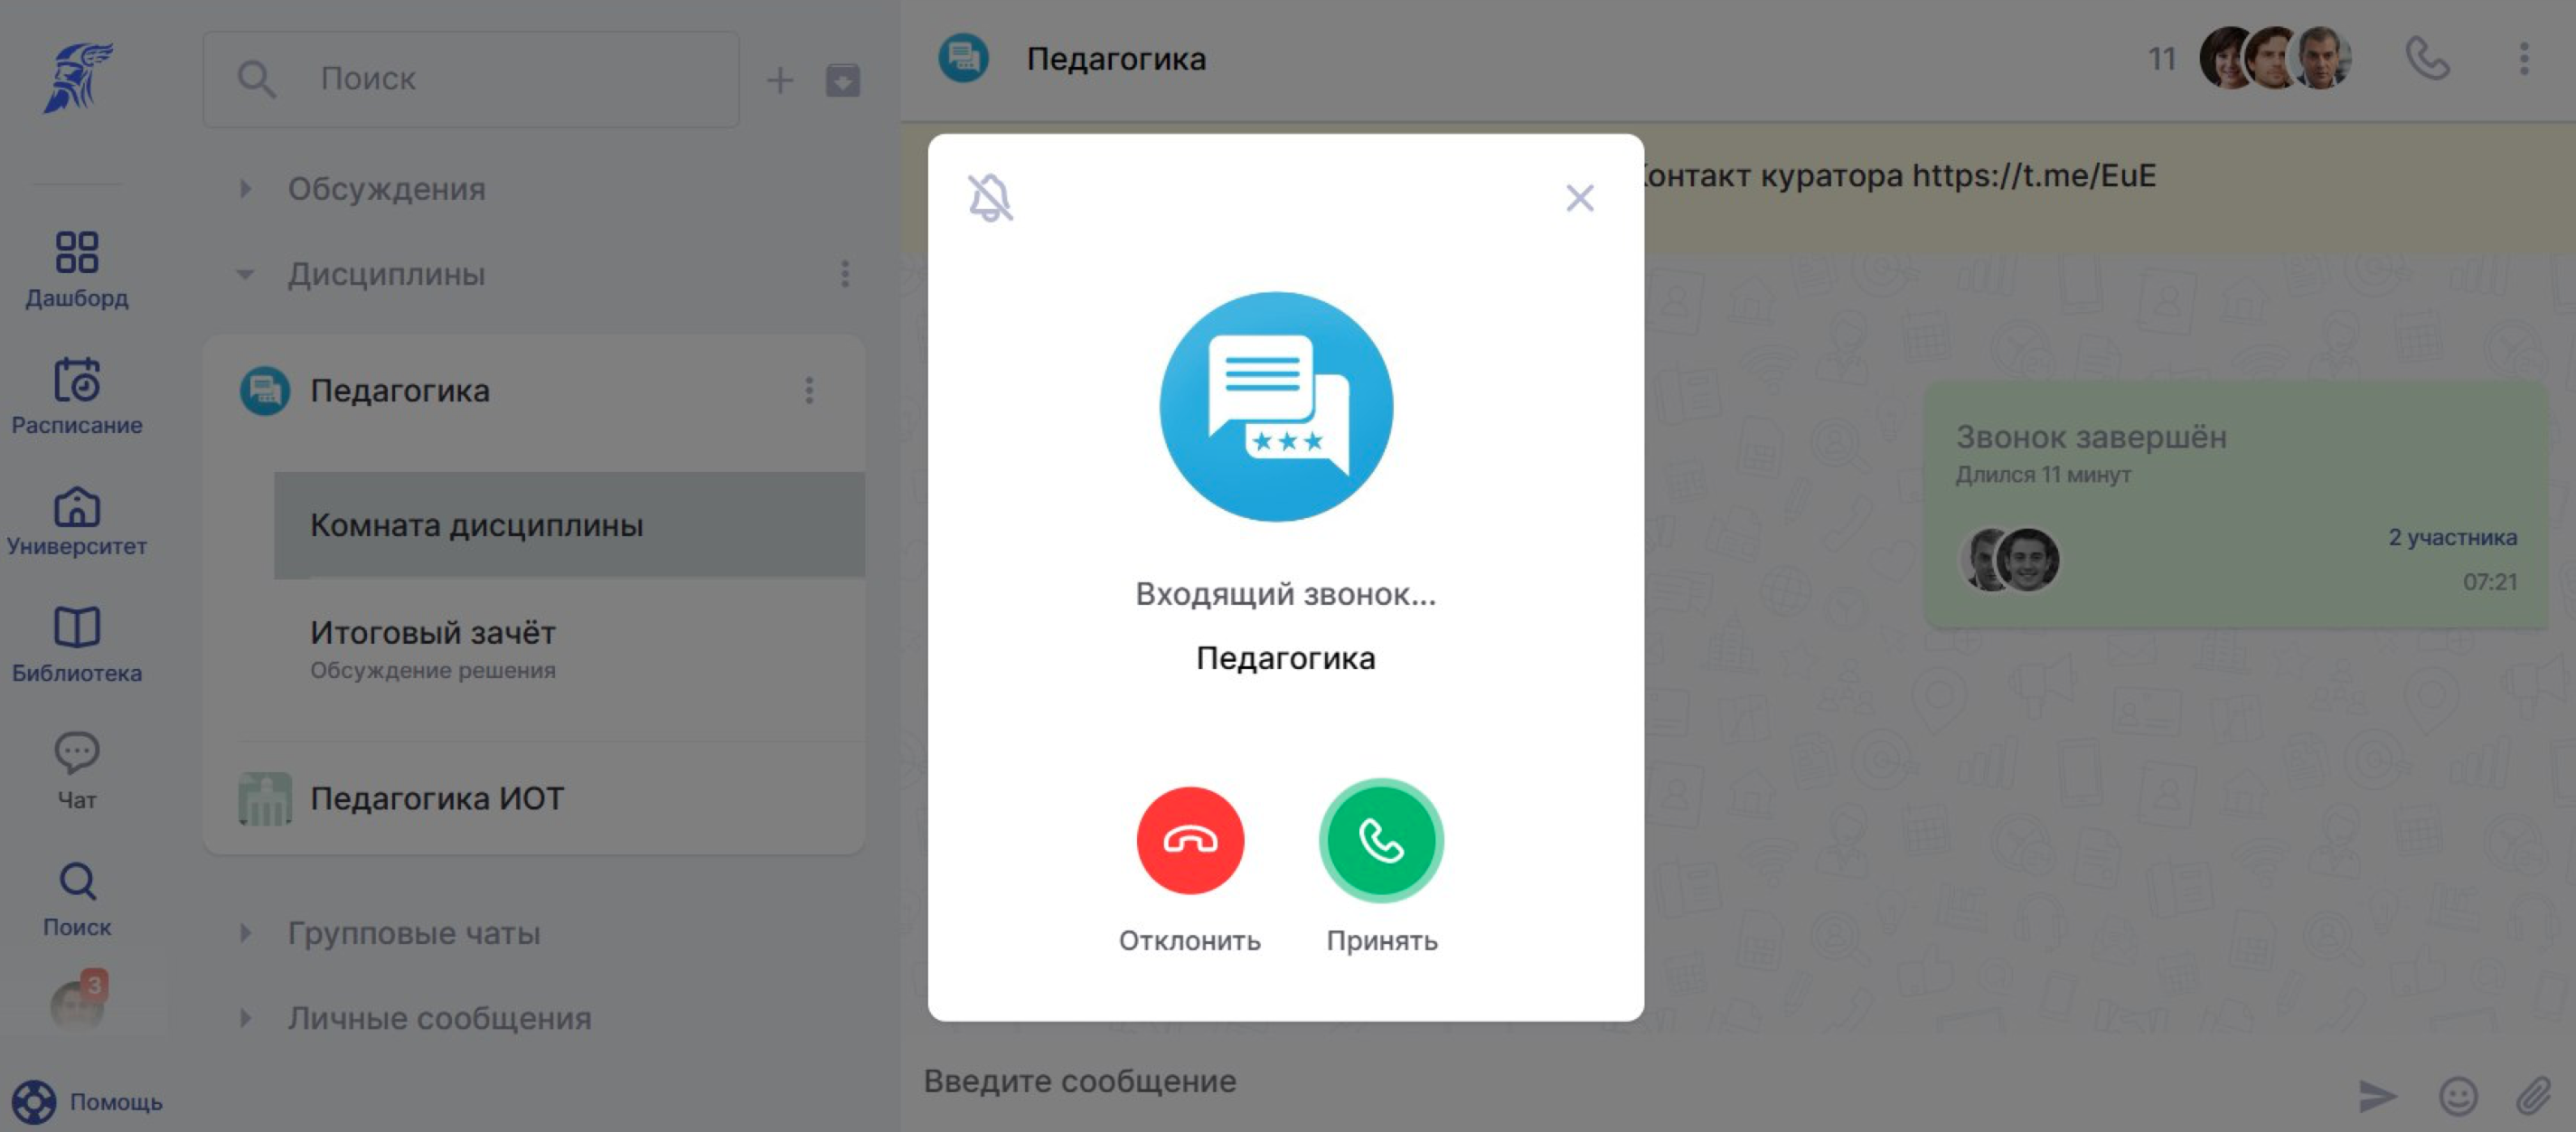 Дашборд
Расписание
Университет
Библиотека
Чат
Поиск
3
Помощь
Поиск
Обсуждения
Дисциплины
Педагогика
Комната дисциплины
Итоговый зачёт
Обсуждение решения
Педагогика ИОТ
Групповые чаты
Личные сообщения
Педагогика
11
Контакт куратора https://t.me/EuE
Звонок завершён
Длился 11 минут
2 участника
07:21
Входящий звонок...
Педагогика
Отклонить
Принять
Введите сообщение